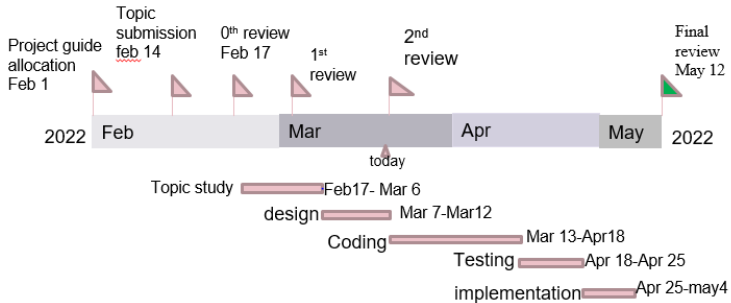 Project guide
allocation
Feb 1
Topic
submission
feb 14
0th review
Feb 17
1st
review
2nd
review
Final
review
May 12
2022
Feb
Mar
Apr
May
2022
today
Topic study
Feb17- Mar 6
design
Mar 7-Mar12
Coding
Mar 13-Apr18
Testing
Apr 18-Apr 25
implementation
Apr 25-may4